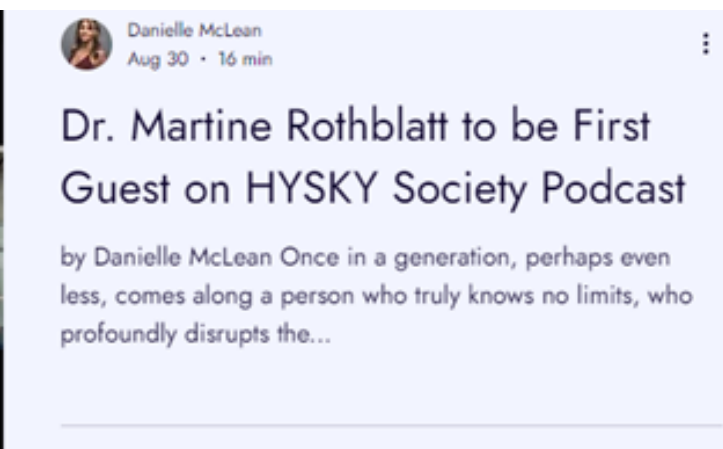 Danielle McLean
Aug 30 · 16 min
Dr. Martine Rothblatt to be First
Guest on HYSKY Society Podcast
by Danielle McLean Once in a generation, perhaps even
less, comes along a person who truly knows no limits, who
profoundly disrupts the...